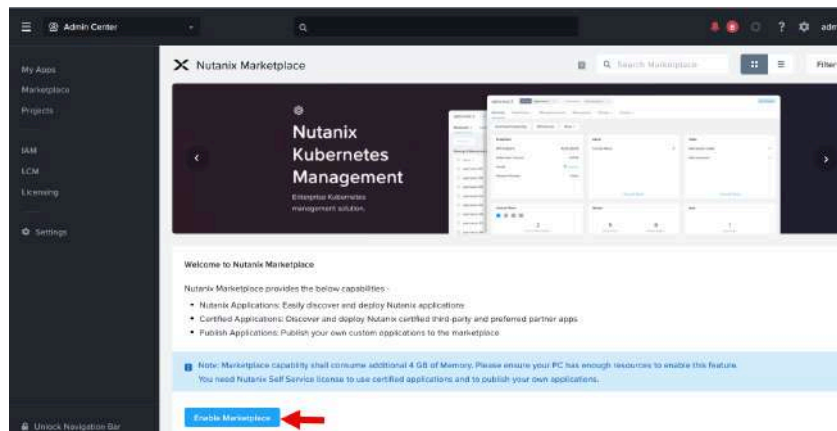 Admin Center
?
adm
My Apps
Marketplace
Projects
IAM
LCM
Licensing
Settings
Unlock Navigation Bar
Nutanix Marketplace
Search Marketplace
Filter
Nutanix
Kubernetes
Management
Enterprise Kubernetes
management solution.
Welcome to Nutanix Marketplace
Nutanix Marketplace provides the below capabilities -
• Nutanix Applications: Easily discover and deploy Nutanix applications
• Certified Applications: Discover and deploy Nutanix certified third-party and preferred partner apps
• Publish Applications: Publish your own custom applications to the marketplace
Note: Marketplace capability shall consume additional 4 GB of Memory. Please ensure your PC has enough resources to enable this feature.
You need Nutanix Self Service license to use certified applications and to publish your own applications.
Enable Marketplace